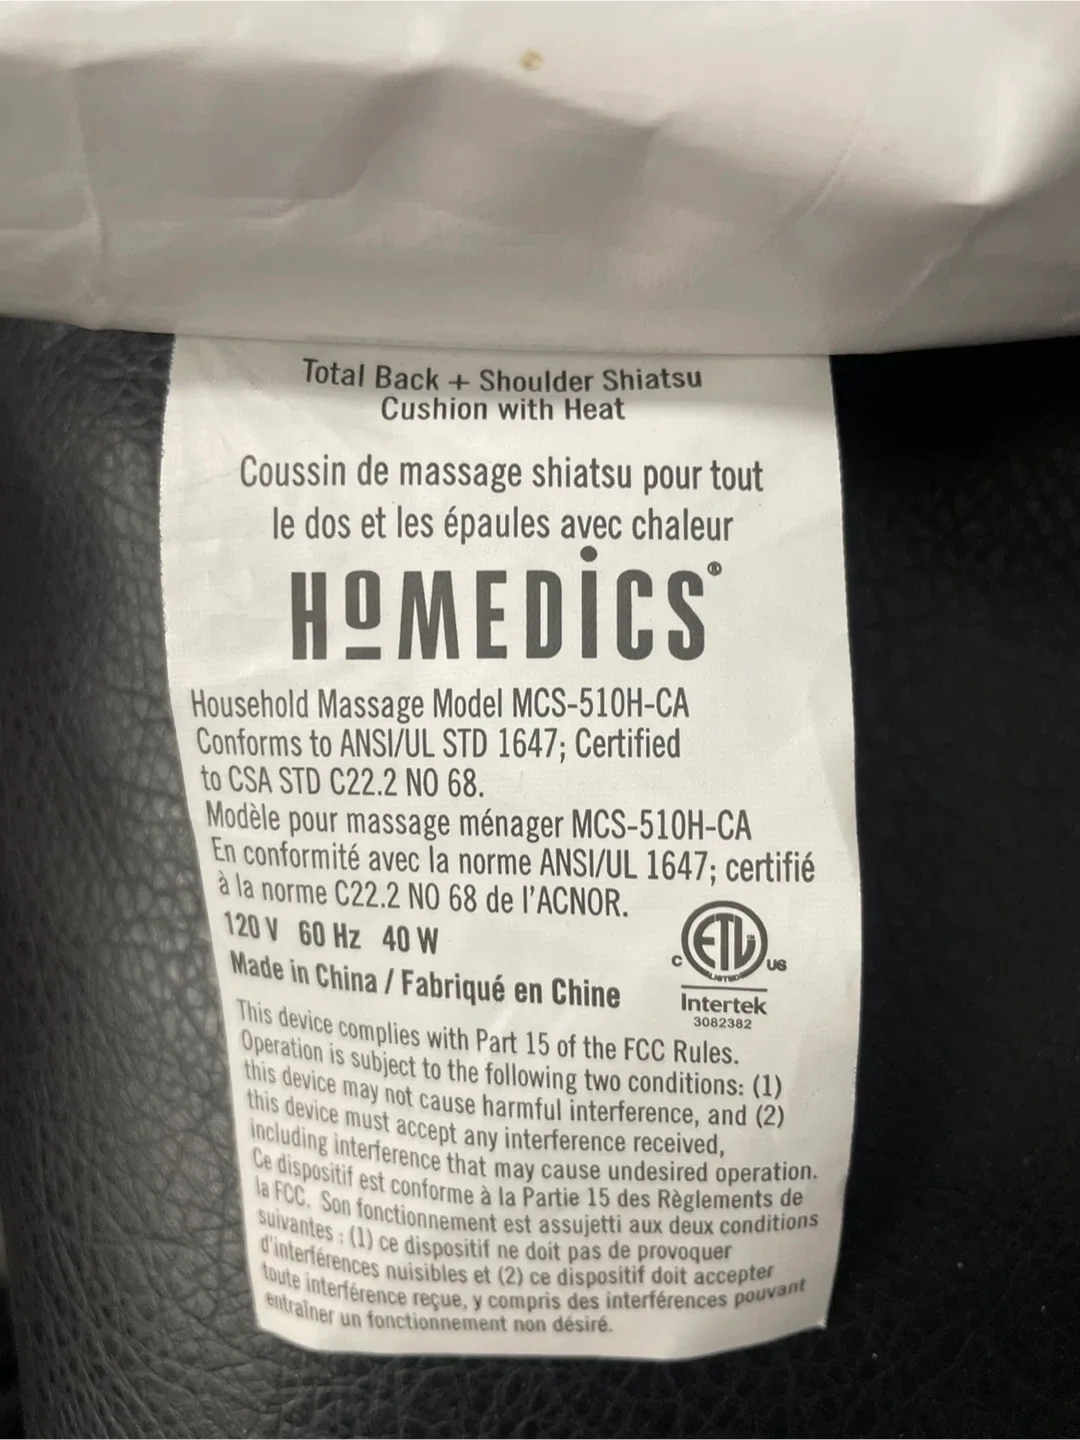 Total Back + Shoulder Shiatsu
Cushion with Heat
Coussin de massage shiatsu pour tout
le dos et les épaules avec chaleur
HOMEDICS®
Household Massage Model MCS-510H-CA
Conforms to ANSI/UL STD 1647; Certified
to CSA STD C22.2 NO 68.
Modèle pour massage ménager MCS-510H-CA
En conformité avec la norme ANSI/UL 1647; certifié
à la norme C22.2 NO 68 de l'ACNOR.
120 V 60 Hz 40 W
Made in China / Fabriqué en Chine
C ETL US
LISTED
Intertek
3082382
This device complies with Part 15 of the FCC Rules.
Operation is subject to the following two conditions: (1)
this device may not cause harmful interference, and (2)
this device must accept any interference received,
including interference that may cause undesired operation.
Ce dispositif est conforme à la Partie 15 des Règlements de
la FCC. Son fonctionnement est assujetti aux deux conditions
suivantes : (1) ce dispositif ne doit pas de provoquer
d'interférences nuisibles et (2) ce dispositif doit accepter
toute interférence reçue, y compris des interférences pouvant
entraîner un fonctionnement non désiré.